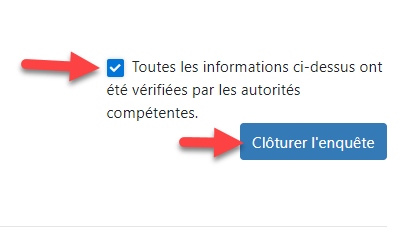 Toutes les informations ci-dessus ont
été vérifiées par les autorités
compétentes.
Clôturer l'enquête